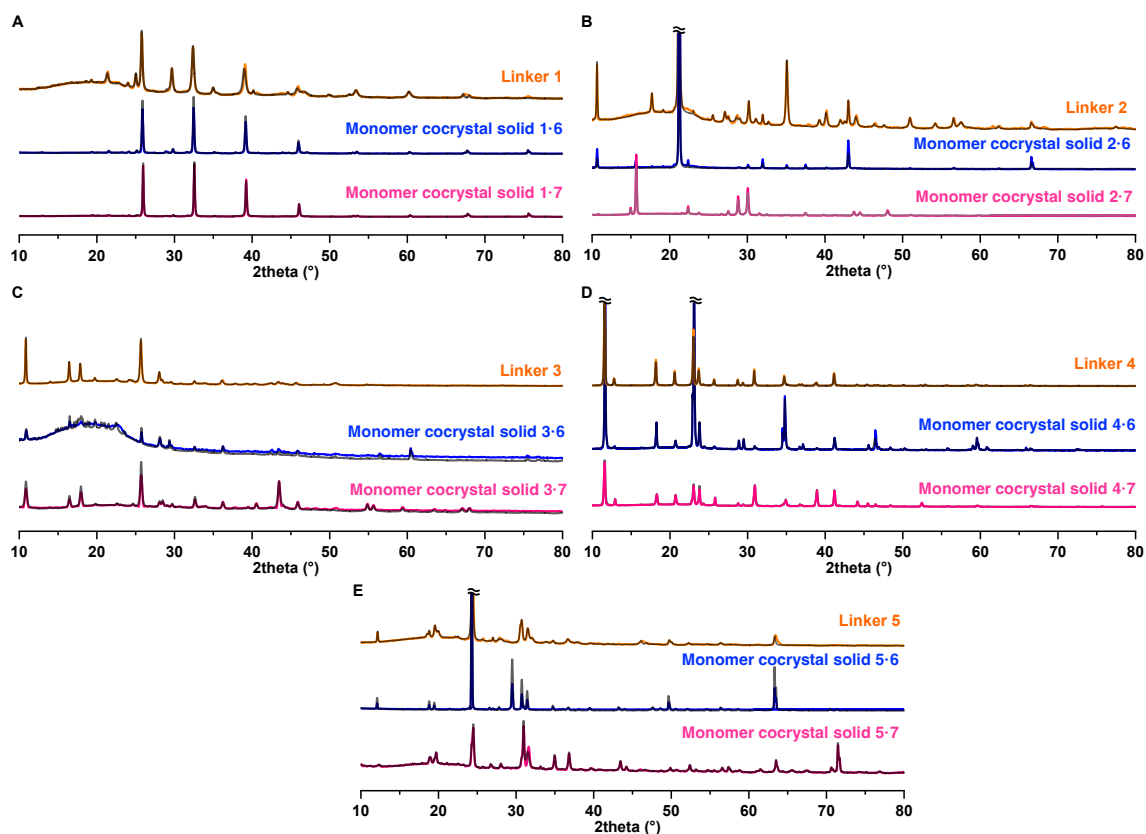 A
Linker 1
Monomer cocrystal solid 1·6
Monomer cocrystal solid 1·7
10 20 30 40 50 60 70 80
2theta (°)
B
Linker 2
Monomer cocrystal solid 2·6
Monomer cocrystal solid 2·7
10 20 30 40 50 60 70 80
2theta (°)
C
Linker 3
Monomer cocrystal solid 3·6
Monomer cocrystal solid 3·7
10 20 30 40 50 60 70 80
2theta (°)
D
Linker 4
Monomer cocrystal solid 4·6
Monomer cocrystal solid 4·7
10 20 30 40 50 60 70 80
2theta (°)
E
Linker 5
Monomer cocrystal solid 5·6
Monomer cocrystal solid 5·7
10 20 30 40 50 60 70 80
2theta (°)